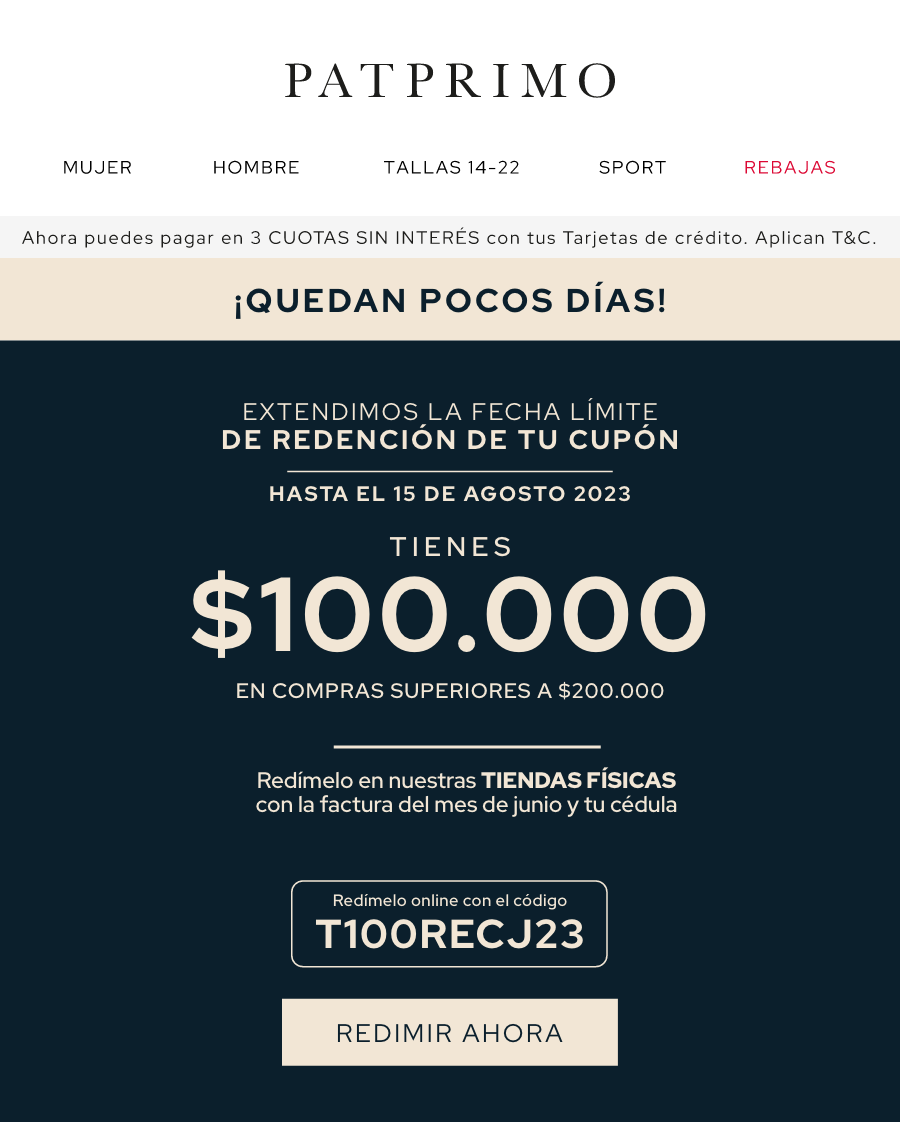 PATPRIMO
MUJER HOMBRE TALLAS 14-22 SPORT REBAJAS
Ahora puedes pagar en 3 CUOTAS SIN INTERÉS con tus Tarjetas de crédito. Aplican T&C.
¡QUEDAN POCOS DÍAS!
EXTENDIMOS LA FECHA LÍMITE
DE REDENCIÓN DE TU CUPÓN
HASTA EL 15 DE AGOSTO 2023
TIENES
$100.000
EN COMPRAS SUPERIORES A $200.000
Redímelo en nuestras TIENDAS FÍSICAS
con la factura del mes de junio y tu cédula
Redímelo online con el código
T100RECJ23
REDIMIR AHORA